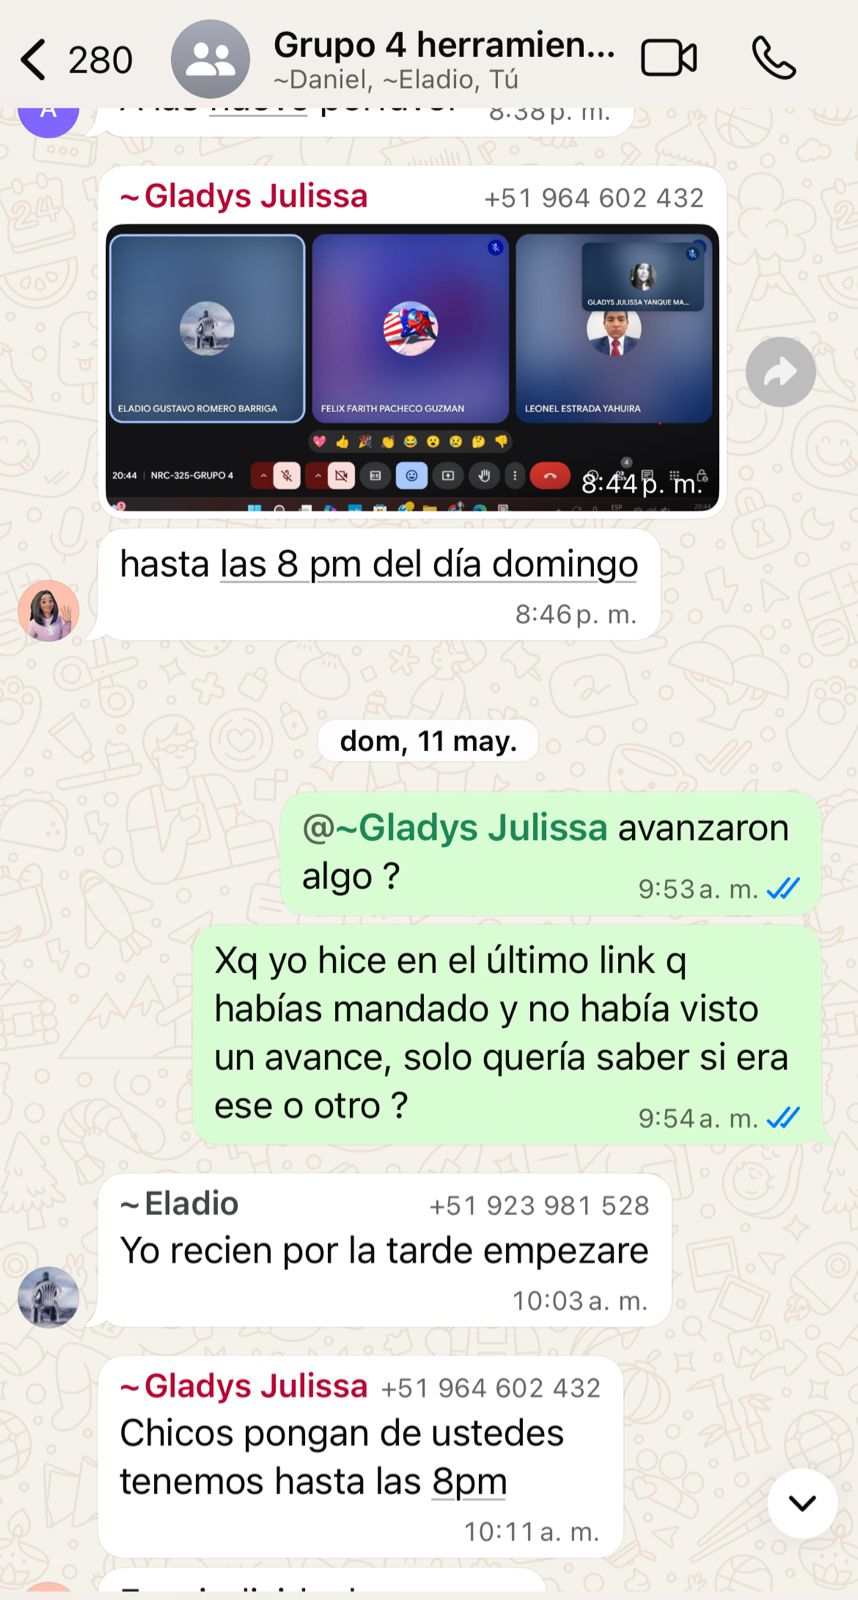 280
Grupo 4 herramien...
~Daniel, ~Eladio, Tú
A
8:38 p. m.
~Gladys Julissa +51 964 602 432
GLADYS JULISSA YANQUE MA...
ELADIO GUSTAVO ROMERO BARRIGA
FELIX FARITH PACHECO GUZMAN
LEONEL ESTRADA YAHUIRA
20:44 | NRC-325-GRUPO 4
4
8:44 p. m.
hasta las 8 pm del día domingo
8:46 p. m.
dom, 11 may.
@~Gladys Julissa avanzaron
algo ?
9:53 a. m.
Xq yo hice en el último link q
habías mandado y no había visto
un avance, solo quería saber si era
ese o otro ?
9:54 a. m.
~Eladio +51 923 981 528
Yo recien por la tarde empezare
10:03 a. m.
~Gladys Julissa +51 964 602 432
Chicos pongan de ustedes
tenemos hasta las 8pm
10:11 a. m.